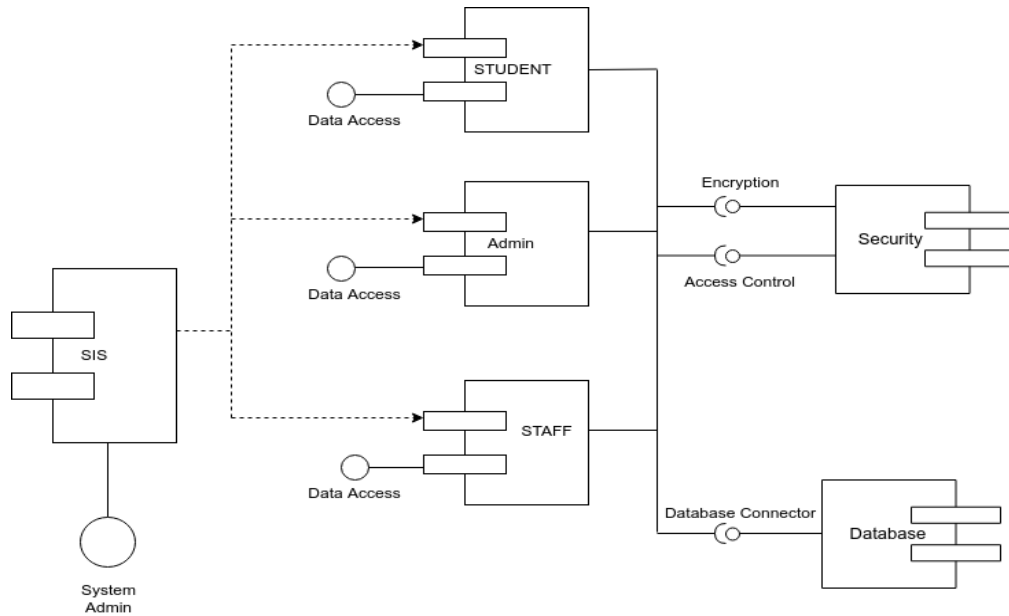 STUDENT
Data Access
Encryption
Admin
Security
Data Access
Access Control
SIS
STAFF
Data Access
Database Connector
Database
System
Admin